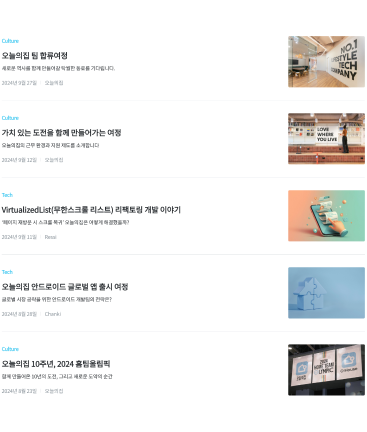 Culture
오늘의집 팀 합류여정
새로운 역사를 함께 만들어갈 탁월한 동료를 기다립니다.
2024년 9월 27일 | 오늘의집
NO.1
LIFESTYLE
TECH
COMPANY
Culture
가치 있는 도전을 함께 만들어가는 여정
오늘의집의 근무 환경과 지원 제도를 소개합니다
2024년 9월 12일 | 오늘의집
LOVE
WHERE
YOU LIVE
Tech
VirtualizedList(무한스크롤 리스트) 리팩토링 개발 이야기
'페이지 재방문 시 스크롤 복귀' 오늘의집은 어떻게 해결했을까?
2024년 9월 11일 |
Tech
오늘의집 안드로이드 글로벌 앱 출시 여정
글로벌 시장 공략을 위한 안드로이드 개발팀의 전략은?
2024년 8월 28일 | Chanki
Culture
오늘의집 10주년, 2024 홈팀올림픽
함께 만들어온 10년의 도전, 그리고 새로운 도약의 순간
2024년 8월 23일 | 오늘의집